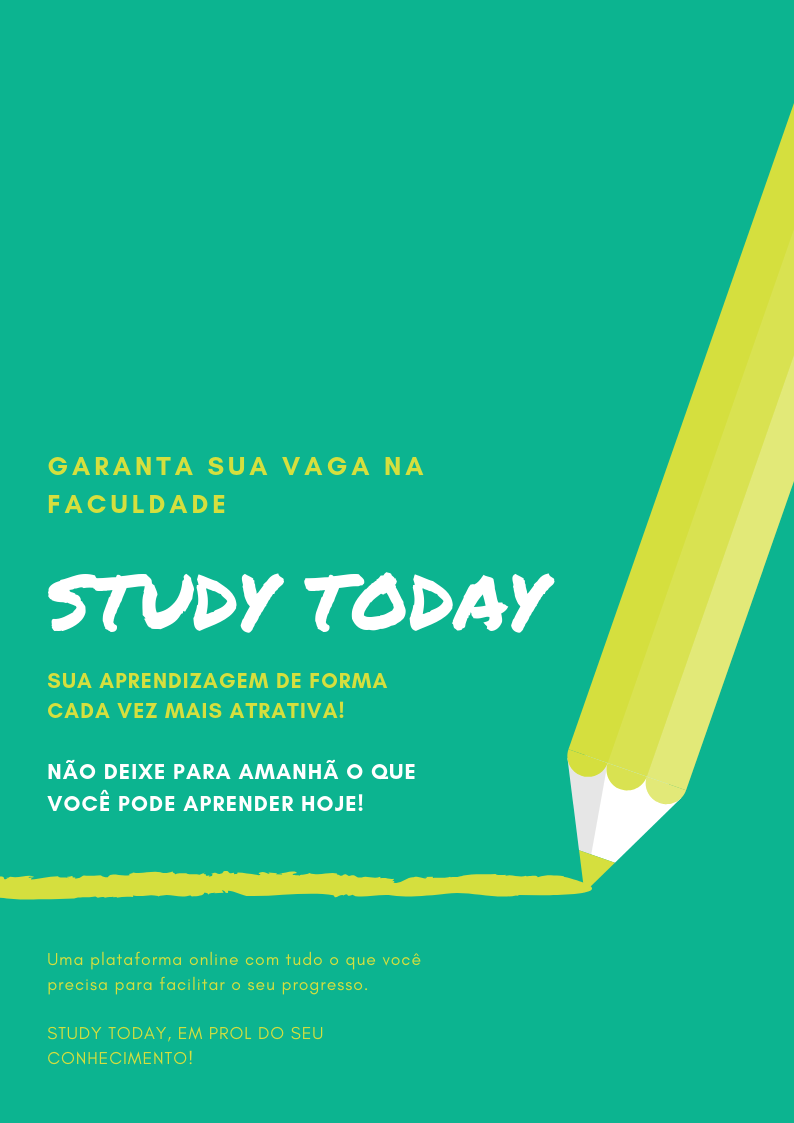 GARANTA SUA VAGA NA
FACULDADE
STUDY TODAY
SUA APRENDIZAGEM DE FORMA
CADA VEZ MAIS ATRATIVA!
NÃO DEIXE PARA AMANHÃ O QUE
VOCÊ PODE APRENDER HOJE!
Uma plataforma online com tudo o que você
precisa para facilitar o seu progresso.
STUDY TODAY, EM PROL DO SEU
CONHECIMENTO!